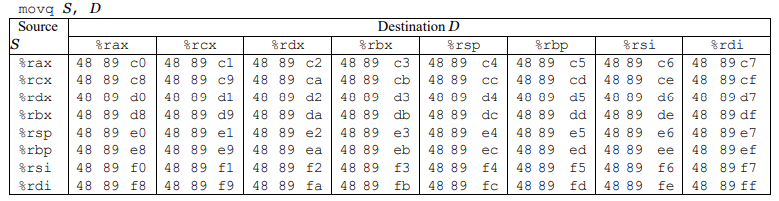 movq S, D
Source Destination D
S %rax %rcx %rdx %rbx %rsp %rbp %rsi %rdi
%rax 48 89 c0 48 89 c1 48 89 c2 48 89 c3 48 89 c4 48 89 c5 48 89 c6 48 89 c7
%rcx 48 89 c8 48 89 c9 48 89 ca 48 89 cb 48 89 cc 48 89 cd 48 89 ce 48 89 cf
%rdx 48 89 d0 48 89 d1 48 89 d2 48 89 d3 48 89 d4 48 89 d5 48 89 d6 48 89 d7
%rbx 48 89 d8 48 89 d9 48 89 da 48 89 db 48 89 dc 48 89 dd 48 89 de 48 89 df
%rsp 48 89 e0 48 89 e1 48 89 e2 48 89 e3 48 89 e4 48 89 e5 48 89 e6 48 89 e7
%rbp 48 89 e8 48 89 e9 48 89 ea 48 89 eb 48 89 ec 48 89 ed 48 89 ee 48 89 ef
%rsi 48 89 f0 48 89 f1 48 89 f2 48 89 f3 48 89 f4 48 89 f5 48 89 f6 48 89 f7
%rdi 48 89 f8 48 89 f9 48 89 fa 48 89 fb 48 89 fc 48 89 fd 48 89 fe 48 89 ff